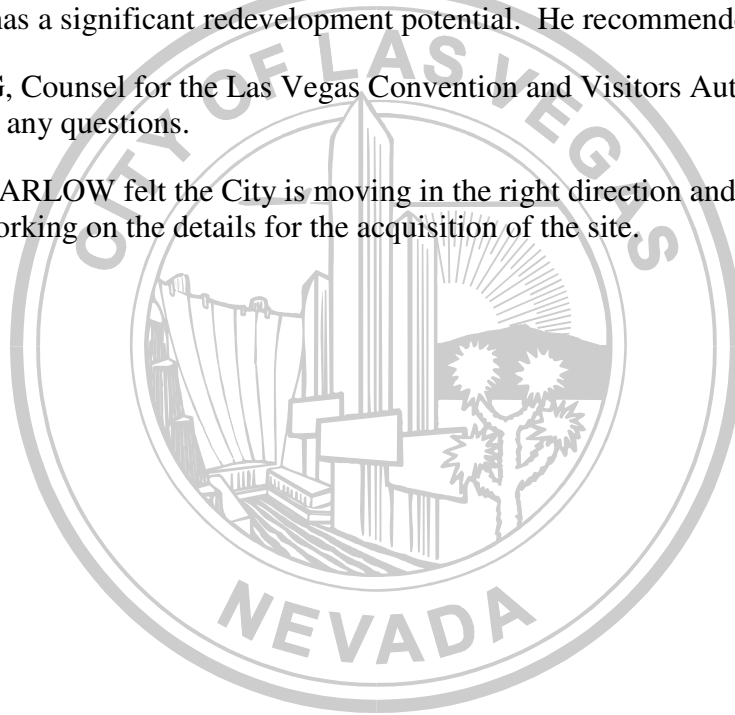 has a significant redevelopment potential. He recommende
G, Counsel for the Las Vegas Convention and Visitors Aut
any questions.
ARLOW felt the City is moving in the right direction and
orking on the details for the acquisition of the site.
CITY OF LAS VEGAS
NEVADA